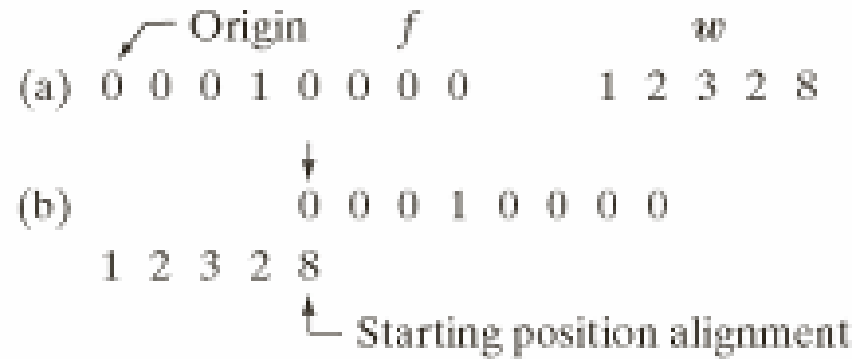 Origin f w
(a) 0 0 0 1 0 0 0 0 1 2 3 2 8
(b) 0 0 0 1 0 0 0 0
1 2 3 2 8
Starting position alignment